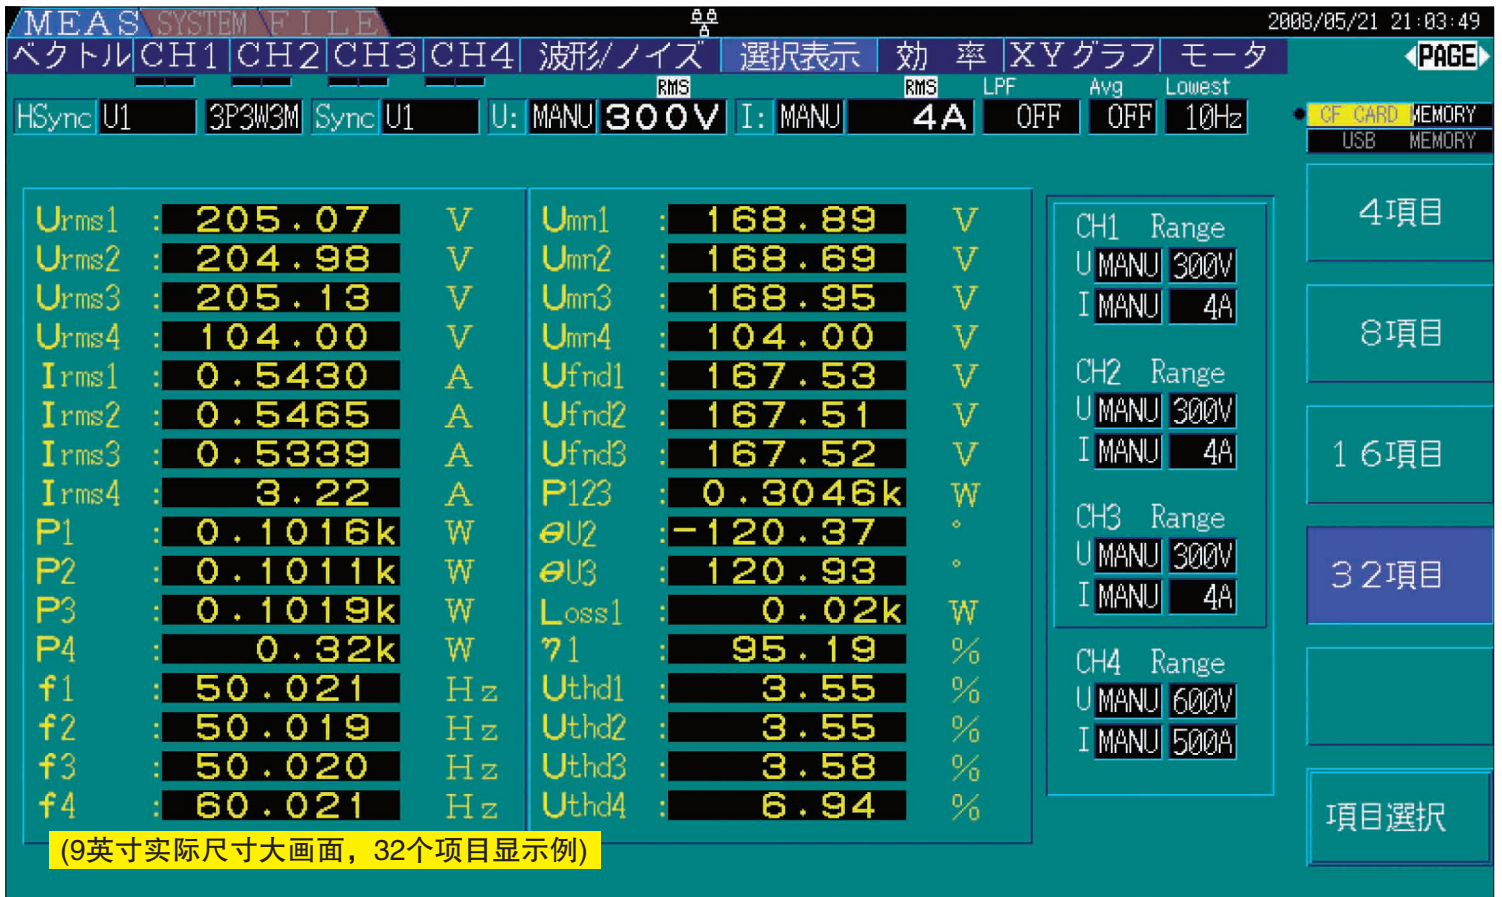 MEAS SYSTEM FILE 2008/05/21 21:03:49
ベクトル CH1 CH2 CH3 CH4 波形/ノイズ 選択表示 効 率 XYグラフ モータ PAGE
RMS RMS LPF Avg Lowest
HSync U1 3P3W3M Sync U1 U: MANU 300V I: MANU 4A OFF OFF 10Hz
CF CARD MEMORY
USB MEMORY
Urms1 : 205.07 V
Urms2 : 204.98 V
Urms3 : 205.13 V
Urms4 : 104.00 V
Irms1 : 0.5430 A
Irms2 : 0.5465 A
Irms3 : 0.5339 A
Irms4 : 3.22 A
P1 : 0.1016k W
P2 : 0.1011k W
P3 : 0.1019k W
P4 : 0.32k W
f1 : 50.021 Hz
f2 : 50.019 Hz
f3 : 50.020 Hz
f4 : 60.021 Hz
Umn1 : 168.89 V
Umn2 : 168.69 V
Umn3 : 168.95 V
Umn4 : 104.00 V
Ufnd1 : 167.53 V
Ufnd2 : 167.51 V
Ufnd3 : 167.52 V
P123 : 0.3046k W
θU2 :-120.37 °
θU3 : 120.93 °
Loss1 : 0.02k W
η1 : 95.19 %
Uthd1 : 3.55 %
Uthd2 : 3.55 %
Uthd3 : 3.58 %
Uthd4 : 6.94 %
CH1 Range
U MANU 300V
I MANU 4A
CH2 Range
U MANU 300V
I MANU 4A
CH3 Range
U MANU 300V
I MANU 4A
CH4 Range
U MANU 600V
I MANU 500A
4項目
8項目
16項目
32項目
項目選択
(9英寸实际尺寸大画面，32个项目显示例)